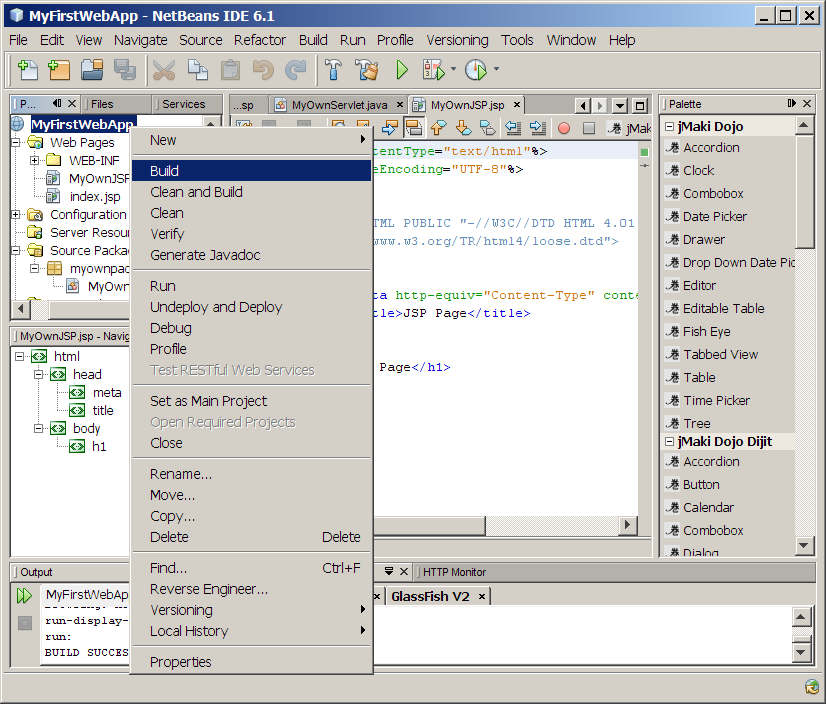 MyFirstWebApp - NetBeans IDE 6.1
File Edit View Navigate Source Refactor Build Run Profile Versioning Tools Window Help
P... Files Services
...sp MyOwnServlet.java MyOwnJSP.jsp
Palette
MyFirstWebApp
Web Pages
WEB-INF
MyOwnJSP
index.jsp
Configuration
Server Resour
Source Packa
myownpac
MyOwn
New
Build
Clean and Build
Clean
Verify
Generate Javadoc
Run
Undeploy and Deploy
Debug
Profile
Test RESTful Web Services
Set as Main Project
Open Required Projects
Close
Rename...
Move...
Copy...
Delete Delete
Find... Ctrl+F
Reverse Engineer...
Versioning
Local History
Properties
jMak
tentType="text/html"%>
eEncoding="UTF-8"%>
TML PUBLIC "-//W3C//DTD HTML 4.01
www.w3.org/TR/html4/loose.dtd">
ta http-equiv="Content-Type" conte
tle>JSP Page</title>
Page</h1>
jMaki Dojo
Accordion
Clock
Combobox
Date Picker
Drawer
Drop Down Date Pic
Editor
Editable Table
Fish Eye
Tabbed View
Table
Time Picker
Tree
jMaki Dojo Dijit
Accordion
Button
Calendar
Combobox
Dialog
MyOwnJSP.jsp - Navig
html
head
meta
title
body
h1
Output
HTTP Monitor
MyFirstWebAp
GlassFish V2
run-display-
run:
BUILD SUCCES